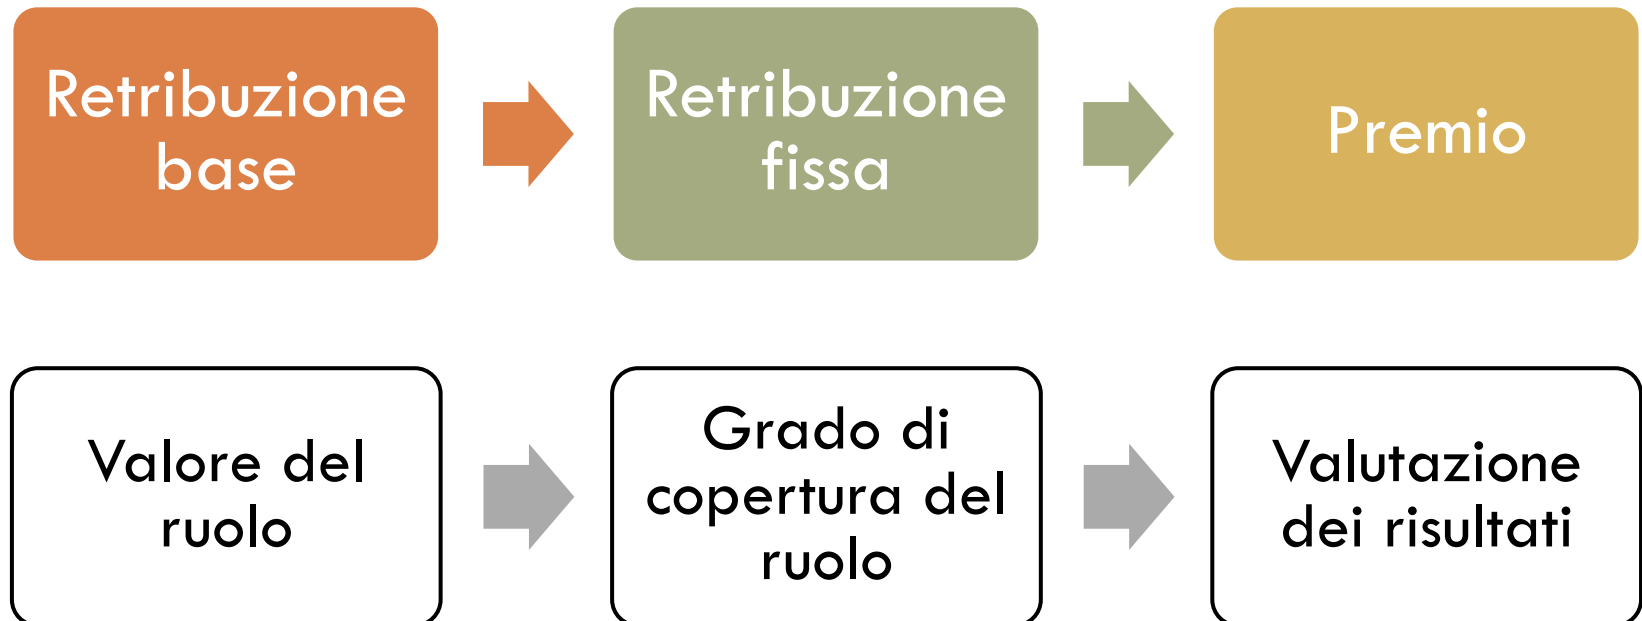 Retribuzione
base
Retribuzione
fissa
Premio
Valore del
ruolo
Grado di
copertura del
ruolo
Valutazione
dei risultati